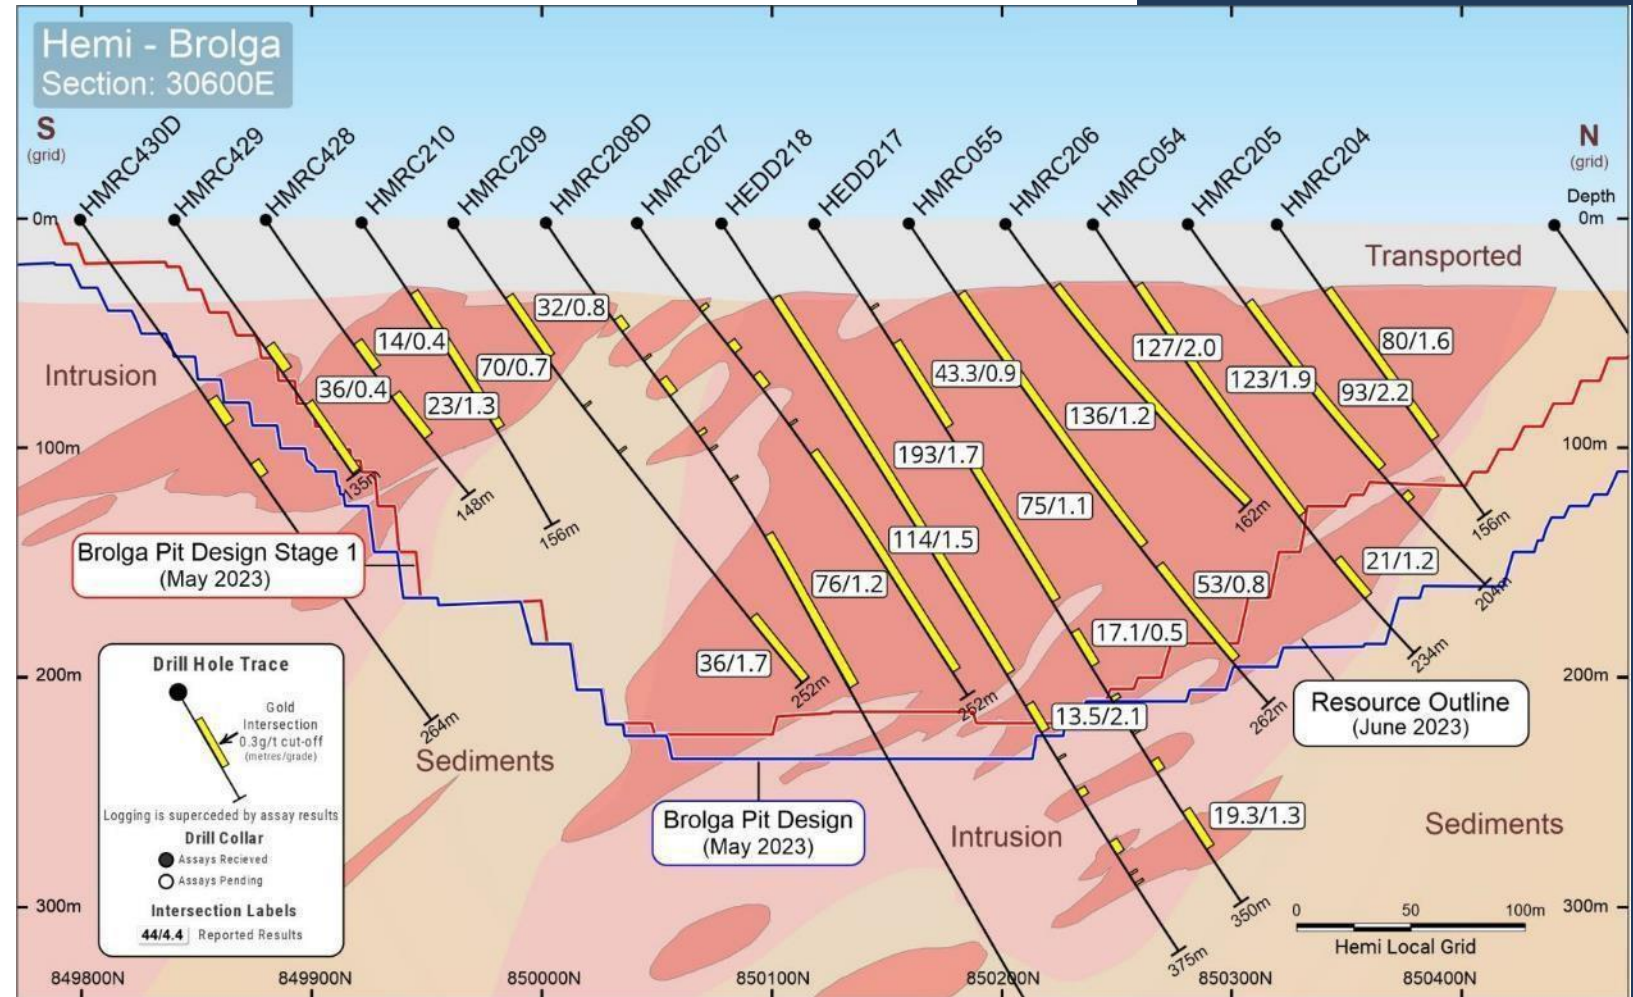 Hemi - Brolga
Section: 30600E
S
(grid)
HMRC430D
HMRC429
HMRC428
HMRC210
HMRC209
HMRC208D
HMRC207
HEDD218
HEDD217
HMRC055
HMRC206
HMRC054
HMRC205
HMRC204
N
(grid)
Depth
0m
0m
Transported
32/0.8
14/0.4
70/0.7
127/2.0
80/1.6
Intrusion
36/0.4
43.3/0.9
123/1.9
93/2.2
23/1.3
136/1.2
100m
100m
193/1.7
135m
148m
156m
75/1.1
162m
156m
Brolga Pit Design Stage 1
(May 2023)
114/1.5
21/1.2
76/1.2
53/0.8
204m
17.1/0.5
234m
36/1.7
200m
200m
252m
252m
262m
264m
13.5/2.1
Resource Outline
(June 2023)
Drill Hole Trace
Gold
Intersection
0.3g/t cut-off
(metres/grade)
Logging is superceded by assay results
Drill Collar
Assays Recieved
Assays Pending
Intersection Labels
44/4.4 Reported Results
Sediments
Brolga Pit Design
(May 2023)
Intrusion
19.3/1.3
Sediments
300m
300m
350m
375m
0 50 100m
Hemi Local Grid
849800N
849900N
850000N
850100N
850200N
850300N
850400N